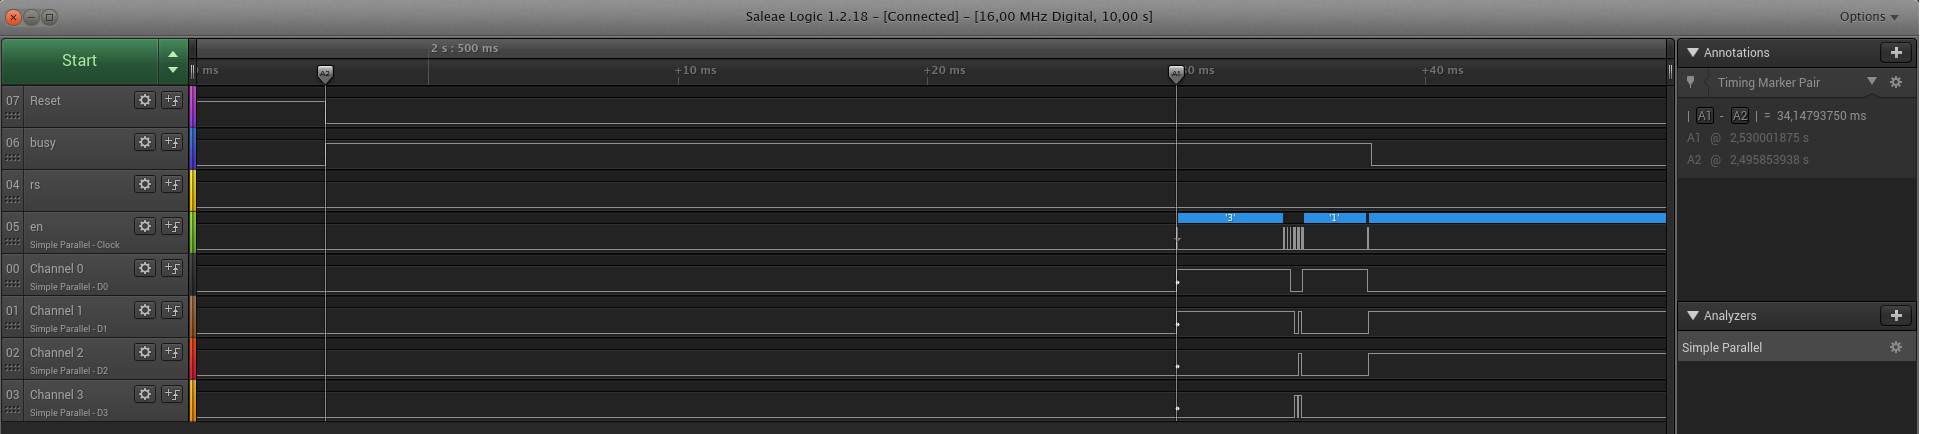 Saleae Logic 1.2.18 – [Connected] – [16,00 MHz Digital, 10,00 s]
Options
Start
2 s : 500 ms
ms
+10 ms
+20 ms
0 ms
+40 ms
A2
A1
07 Reset
06 busy
04 rs
05 en
Simple Parallel - Clock
'3'
'1'
00 Channel 0
Simple Parallel - D0
01 Channel 1
Simple Parallel - D1
02 Channel 2
Simple Parallel - D2
03 Channel 3
Simple Parallel - D3
Annotations
Timing Marker Pair
| A1 - A2 | = 34,14793750 ms
A1 @ 2,530001875 s
A2 @ 2,495853938 s
Analyzers
Simple Parallel